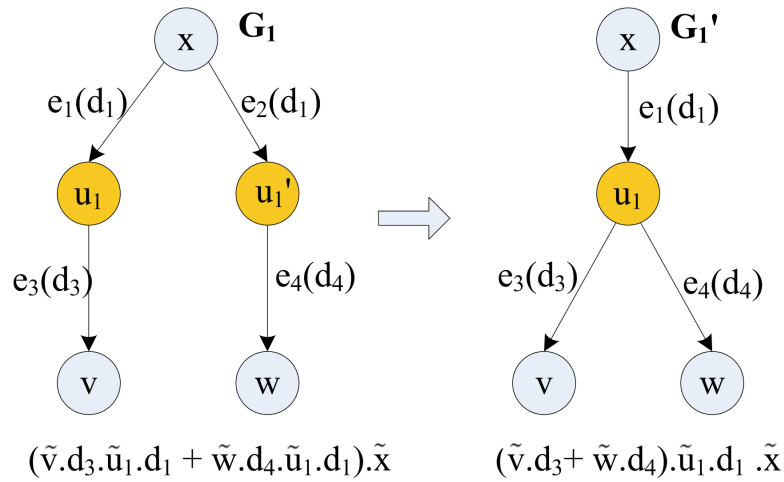 x G₁
e₁(d₁) e₂(d₁)
u₁ u₁'
e₃(d₃) e₄(d₄)
v w
(ṽ.d₃.ũ₁.d₁ + w̃.d₄.ũ₁.d₁).x̃
x G₁'
e₁(d₁)
u₁
e₃(d₃) e₄(d₄)
v w
(ṽ.d₃+ w̃.d₄).ũ₁.d₁ .x̃